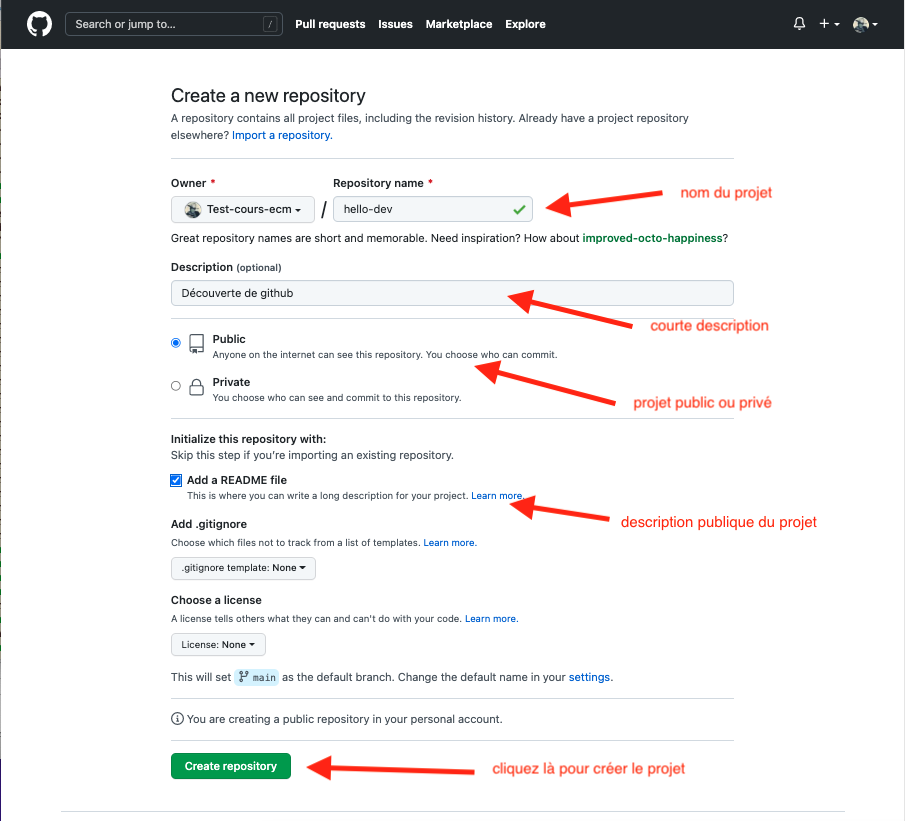 Search or jump to... /
Pull requests Issues Marketplace Explore
Create a new repository
A repository contains all project files, including the revision history. Already have a project repository
elsewhere? Import a repository.
Owner * Repository name *
Test-cours-ecm / hello-dev
nom du projet
Great repository names are short and memorable. Need inspiration? How about improved-octo-happiness?
Description (optional)
Découverte de github
courte description
Public
Anyone on the internet can see this repository. You choose who can commit.
Private
You choose who can see and commit to this repository.
projet public ou privé
Initialize this repository with:
Skip this step if you're importing an existing repository.
Add a README file
This is where you can write a long description for your project. Learn more.
description publique du projet
Add .gitignore
Choose which files not to track from a list of templates. Learn more.
.gitignore template: None
Choose a license
A license tells others what they can and can't do with your code. Learn more.
License: None
This will set main as the default branch. Change the default name in your settings.
You are creating a public repository in your personal account.
Create repository
cliquez là pour créer le projet